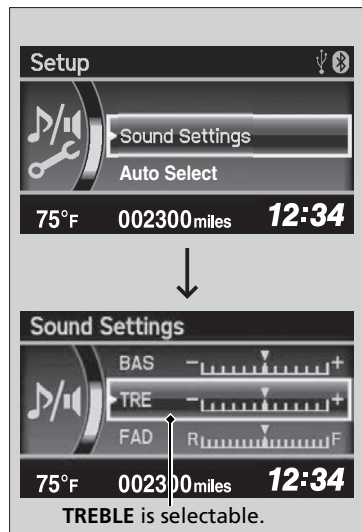 Setup
Sound Settings
Auto Select
75°F 002300 miles 12:34
Sound Settings
BAS − +
TRE − +
FAD R F
75°F 002300 miles 12:34
TREBLE is selectable.